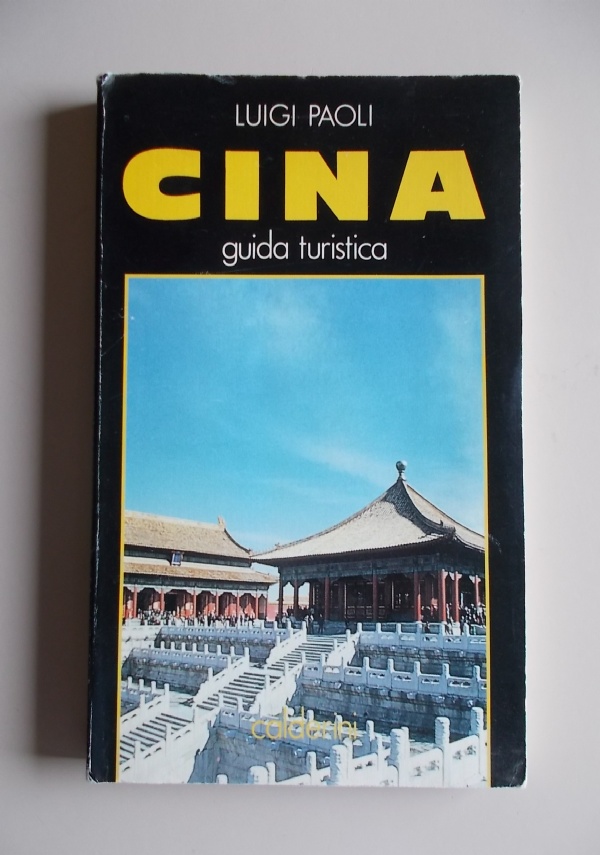 LUIGI PAOLI
CINA
guida turistica
calderini